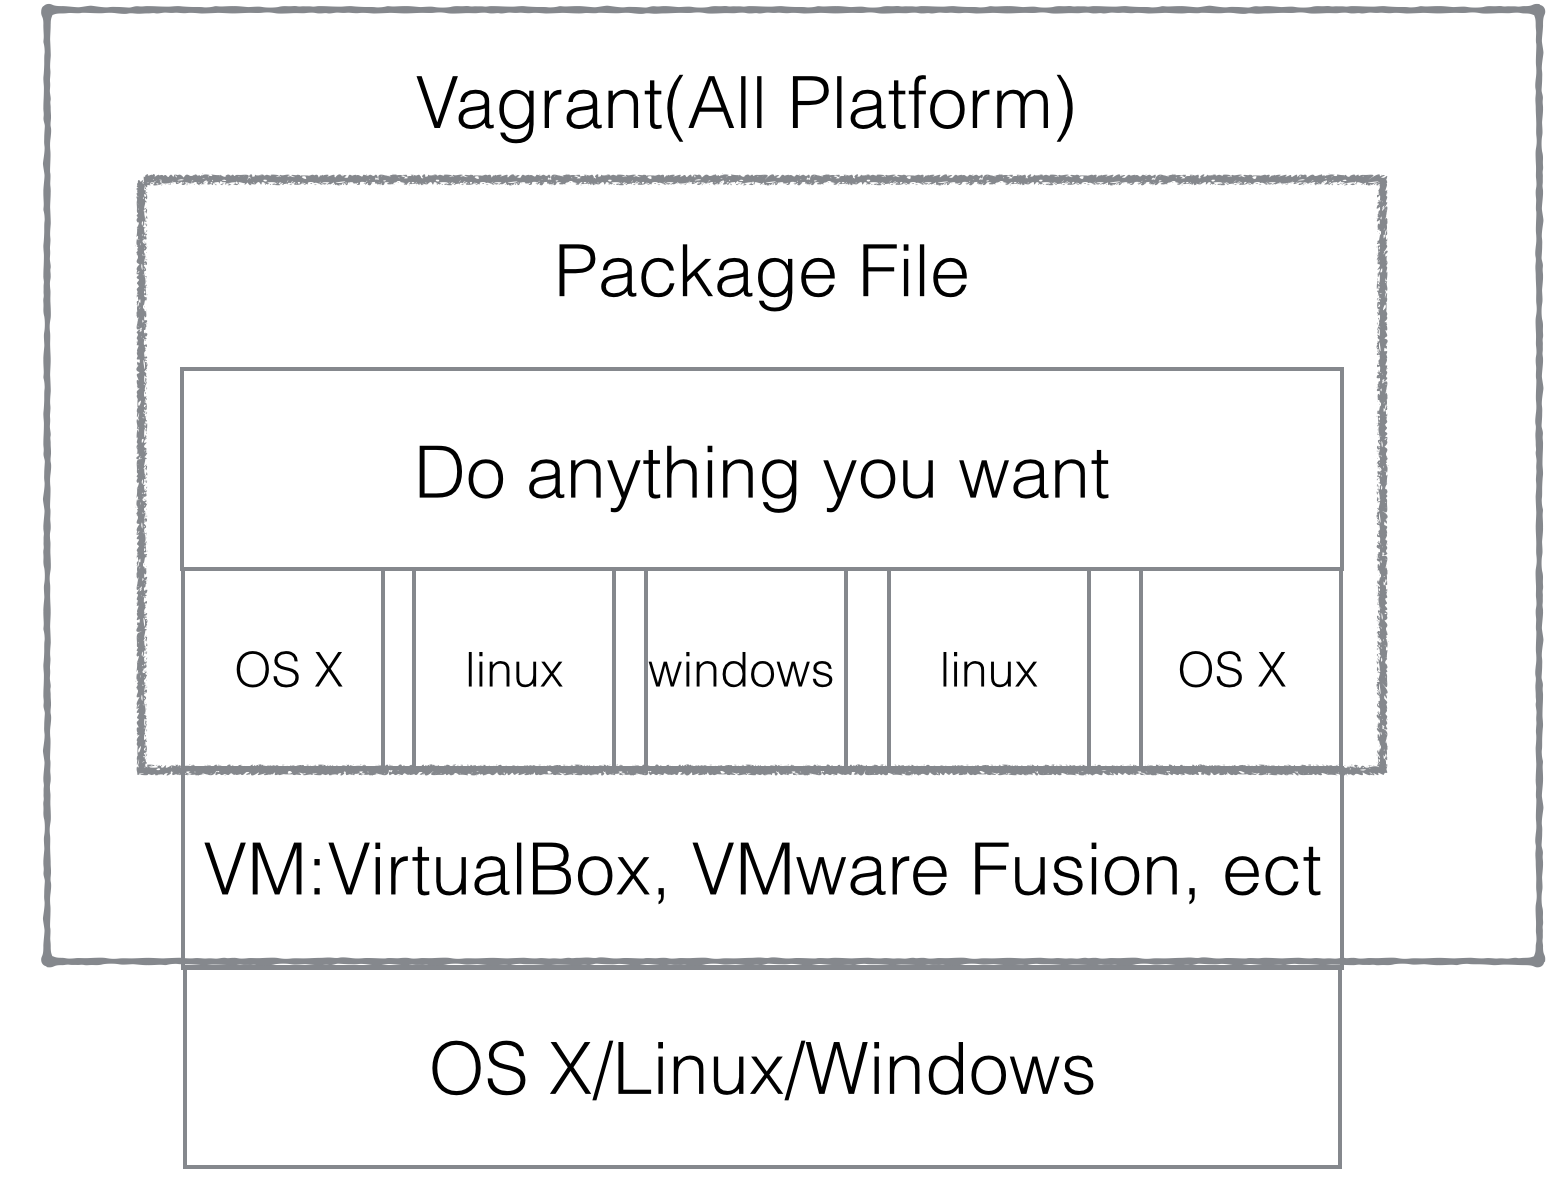 Vagrant(All Platform)
Package File
Do anything you want
OS X
linux
windows
linux
OS X
VM:VirtualBox, VMware Fusion, ect
OS X/Linux/Windows